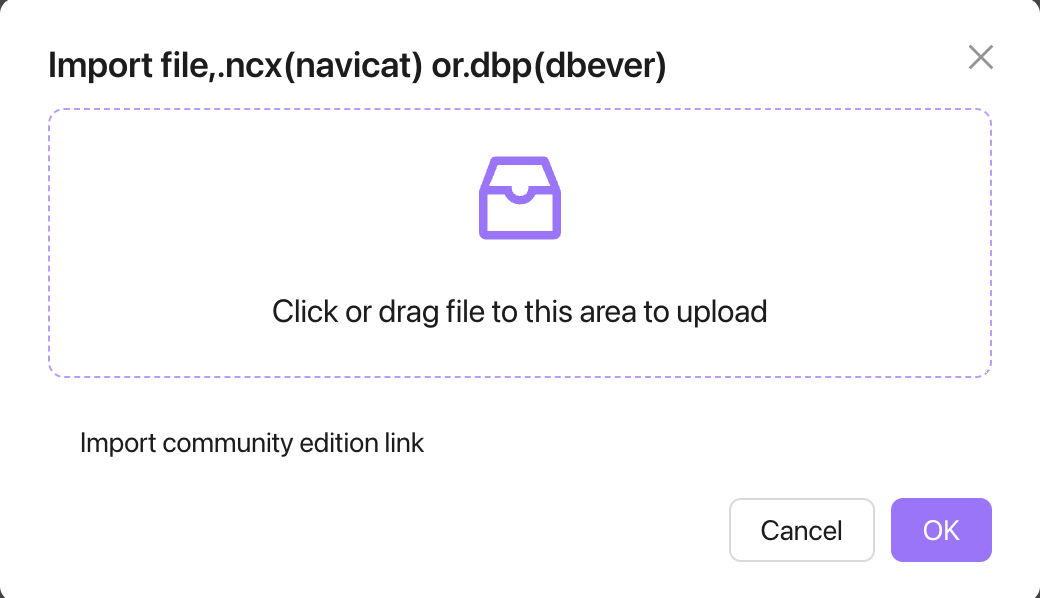 Import file,.ncx(navicat) or.dbp(dbever)
Click or drag file to this area to upload
Import community edition link
Cancel
OK